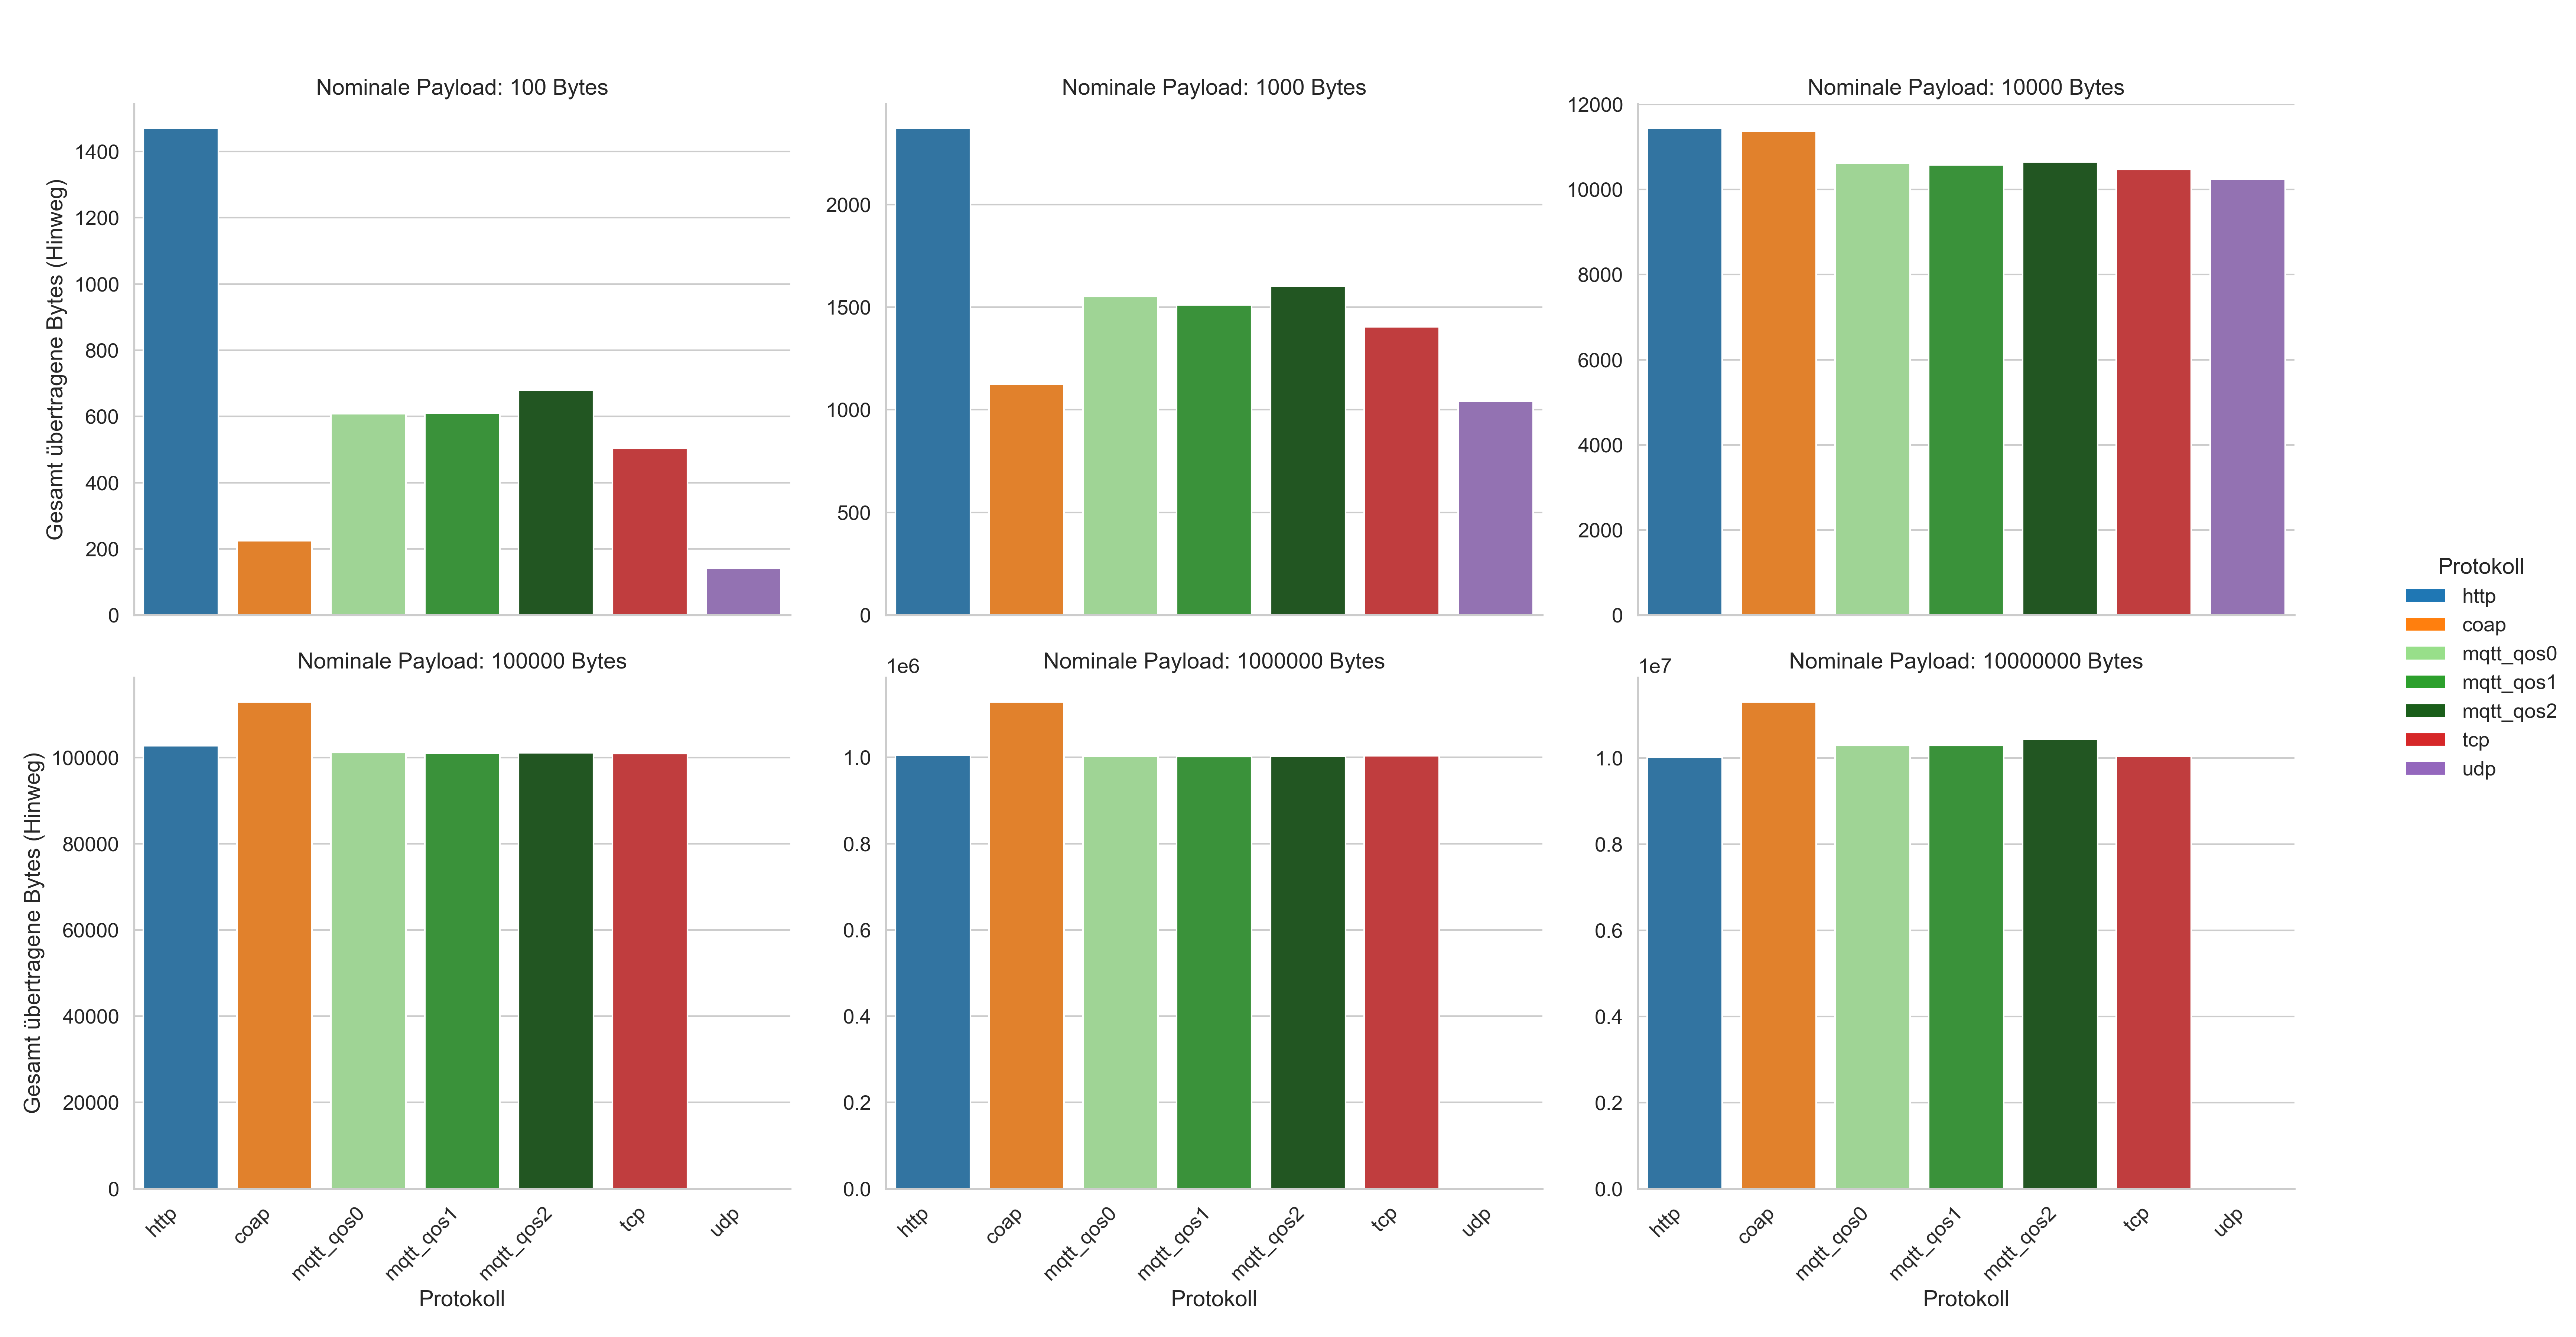 Nominale Payload: 100 Bytes
Gesamt übertragene Bytes (Hinweg)
1400
1200
1000
800
600
400
200
0
Nominale Payload: 1000 Bytes
2000
1500
1000
500
0
Nominale Payload: 10000 Bytes
12000
10000
8000
6000
4000
2000
0
Nominale Payload: 100000 Bytes
Gesamt übertragene Bytes (Hinweg)
100000
80000
60000
40000
20000
0
http
coap
mqtt_qos0
mqtt_qos1
mqtt_qos2
tcp
udp
Protokoll
1e6
Nominale Payload: 1000000 Bytes
1.0
0.8
0.6
0.4
0.2
0.0
http
coap
mqtt_qos0
mqtt_qos1
mqtt_qos2
tcp
udp
Protokoll
1e7
Nominale Payload: 10000000 Bytes
1.0
0.8
0.6
0.4
0.2
0.0
http
coap
mqtt_qos0
mqtt_qos1
mqtt_qos2
tcp
udp
Protokoll
Protokoll
http
coap
mqtt_qos0
mqtt_qos1
mqtt_qos2
tcp
udp